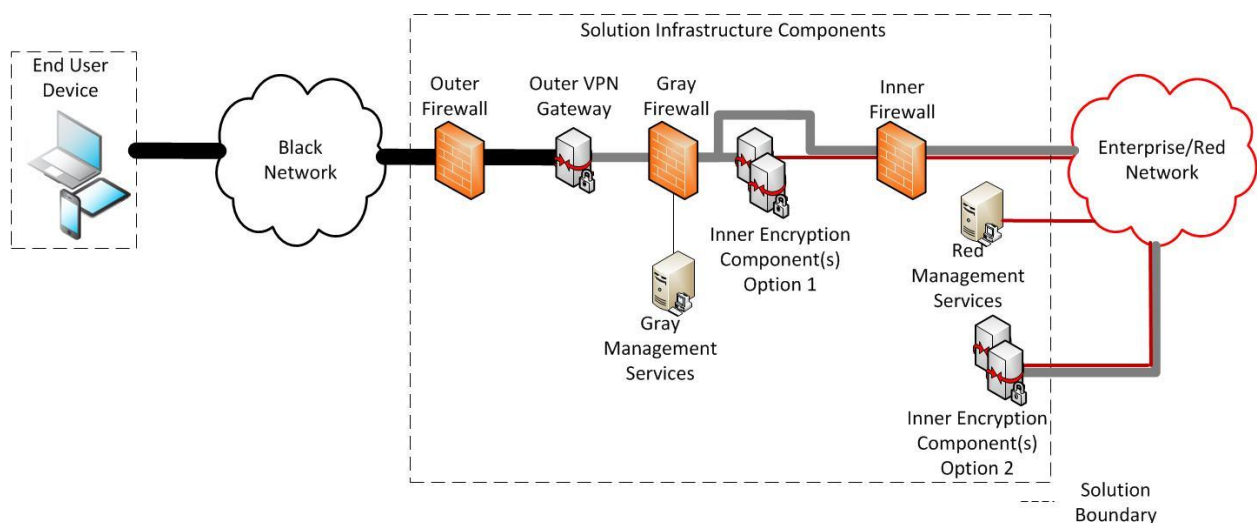 Solution Infrastructure Components
End User
Device
Black
Network
Outer
Firewall
Outer VPN
Gateway
Gray
Firewall
Inner
Firewall
Enterprise/Red
Network
Inner Encryption
Component(s)
Option 1
Gray
Management
Services
Red
Management
Services
Inner Encryption
Component(s)
Option 2
Solution
Boundary